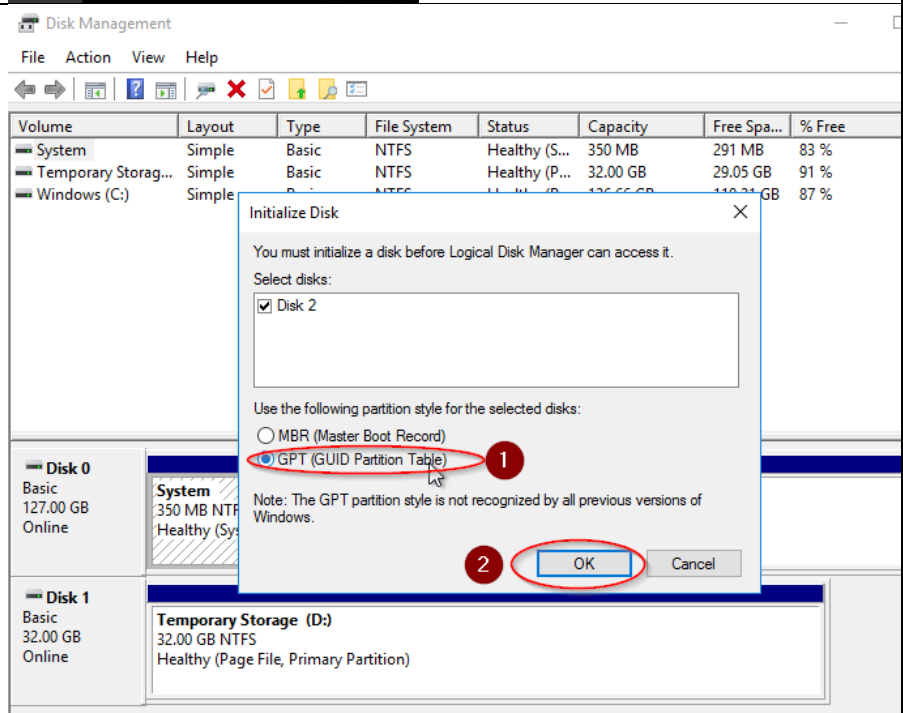 Disk Management
File Action View Help
Volume Layout Type File System Status Capacity Free Spa... % Free
System Simple Basic NTFS Healthy (S... 350 MB 291 MB 83 %
Temporary Storag... Simple Basic NTFS Healthy (P... 32.00 GB 29.05 GB 91 %
Windows (C:) Simple GB 87 %
Initialize Disk
You must initialize a disk before Logical Disk Manager can access it.
Select disks:
Disk 2
Use the following partition style for the selected disks:
MBR (Master Boot Record)
GPT (GUID Partition Table)
1
Note: The GPT partition style is not recognized by all previous versions of
Windows.
2
OK Cancel
Disk 0
Basic
127.00 GB
Online
System
350 MB NTF
Healthy (Sys
Disk 1
Basic
32.00 GB
Online
Temporary Storage (D:)
32.00 GB NTFS
Healthy (Page File, Primary Partition)